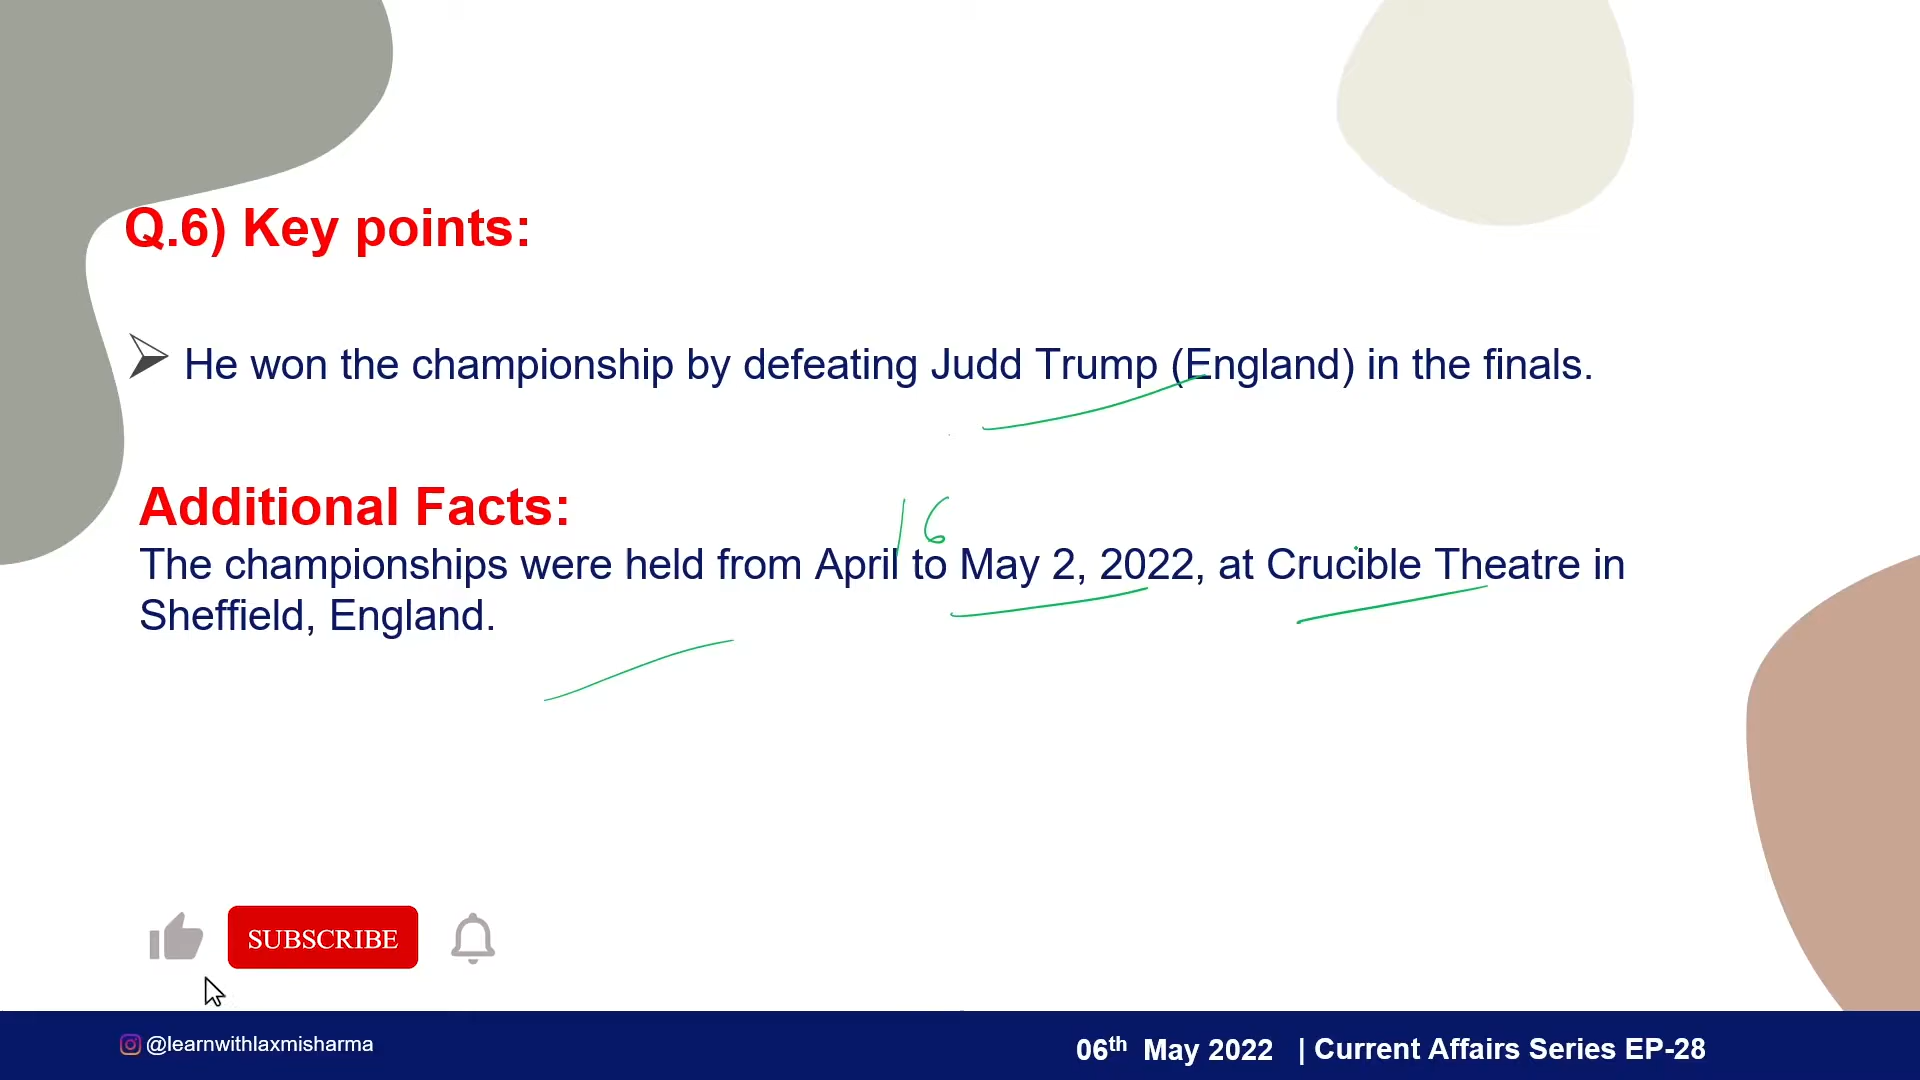 Q.6) Key points:
He won the championship by defeating Judd Trump (England) in the finals.
Additional Facts:
16
The championships were held from April to May 2, 2022, at Crucible Theatre in
Sheffield, England.
SUBSCRIBE
@learnwithlaxmisharma
06th May 2022 | Current Affairs Series EP-28